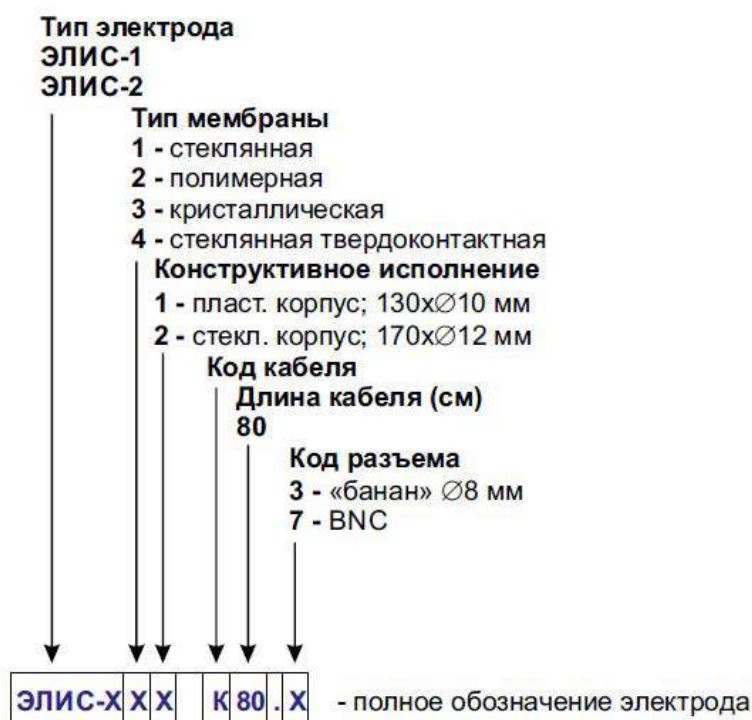 Тип электрода
ЭЛИС-1
ЭЛИС-2
Тип мембраны
1 - стеклянная
2 - полимерная
3 - кристаллическая
4 - стеклянная твердоконтактная
Конструктивное исполнение
1 - пласт. корпус; 130х∅10 мм
2 - стекл. корпус; 170х∅12 мм
Код кабеля
Длина кабеля (см)
80
Код разъема
3 - «банан» ∅8 мм
7 - BNC
ЭЛИС-Х Х Х К 80 . Х - полное обозначение электрода